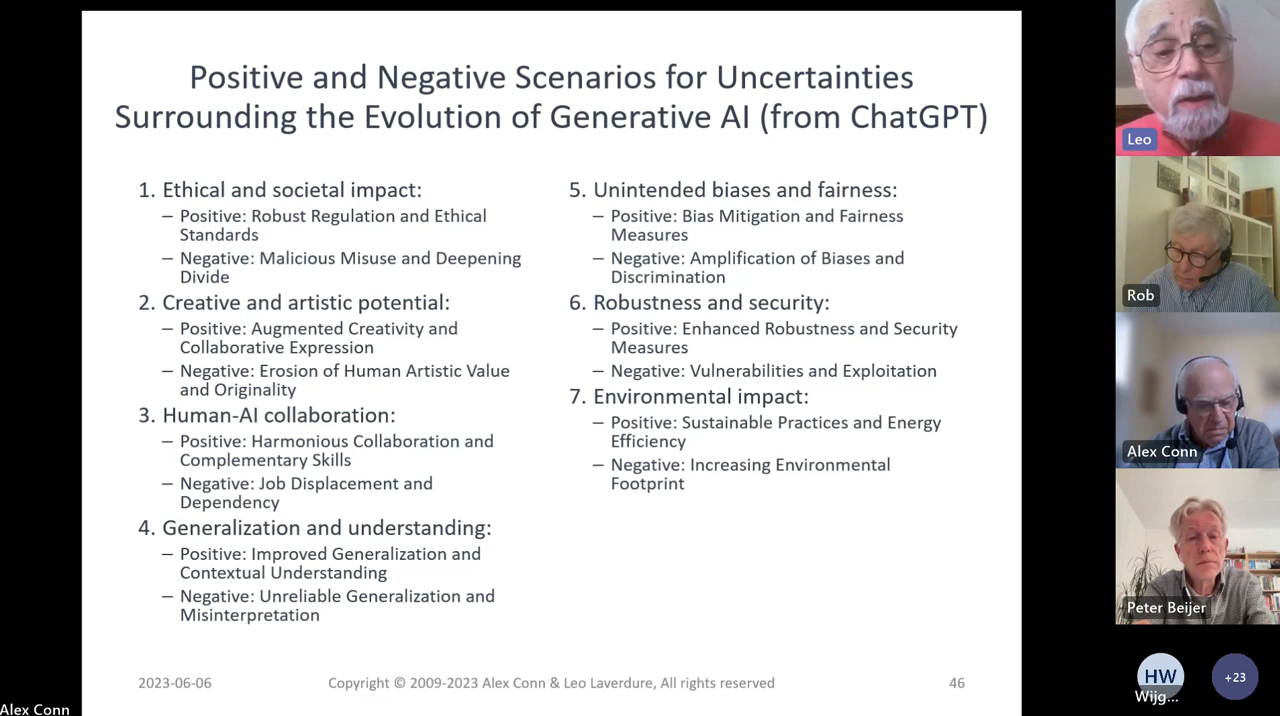 Positive and Negative Scenarios for Uncertainties
Surrounding the Evolution of Generative AI (from ChatGPT)
1. Ethical and societal impact:
– Positive: Robust Regulation and Ethical
Standards
– Negative: Malicious Misuse and Deepening
Divide
2. Creative and artistic potential:
– Positive: Augmented Creativity and
Collaborative Expression
– Negative: Erosion of Human Artistic Value
and Originality
3. Human-AI collaboration:
– Positive: Harmonious Collaboration and
Complementary Skills
– Negative: Job Displacement and
Dependency
4. Generalization and understanding:
– Positive: Improved Generalization and
Contextual Understanding
– Negative: Unreliable Generalization and
Misinterpretation
5. Unintended biases and fairness:
– Positive: Bias Mitigation and Fairness
Measures
– Negative: Amplification of Biases and
Discrimination
6. Robustness and security:
– Positive: Enhanced Robustness and Security
Measures
– Negative: Vulnerabilities and Exploitation
7. Environmental impact:
– Positive: Sustainable Practices and Energy
Efficiency
– Negative: Increasing Environmental
Footprint
2023-06-06
Copyright © 2009-2023 Alex Conn & Leo Laverdure, All rights reserved
46
Alex Conn
Leo
Rob
Alex Conn
Peter Beijer
HW
Wijg...
+23